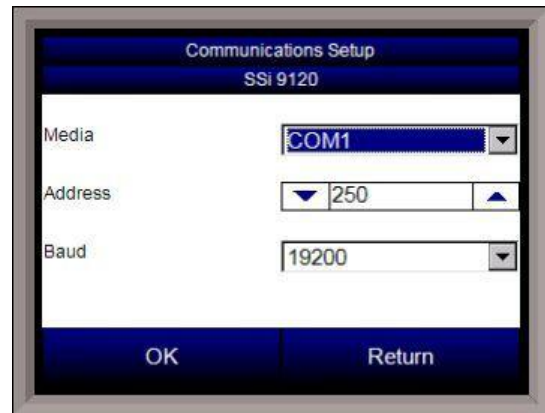 Communications Setup
SSi 9120
Media COM1
Address 250
Baud 19200
OK Return